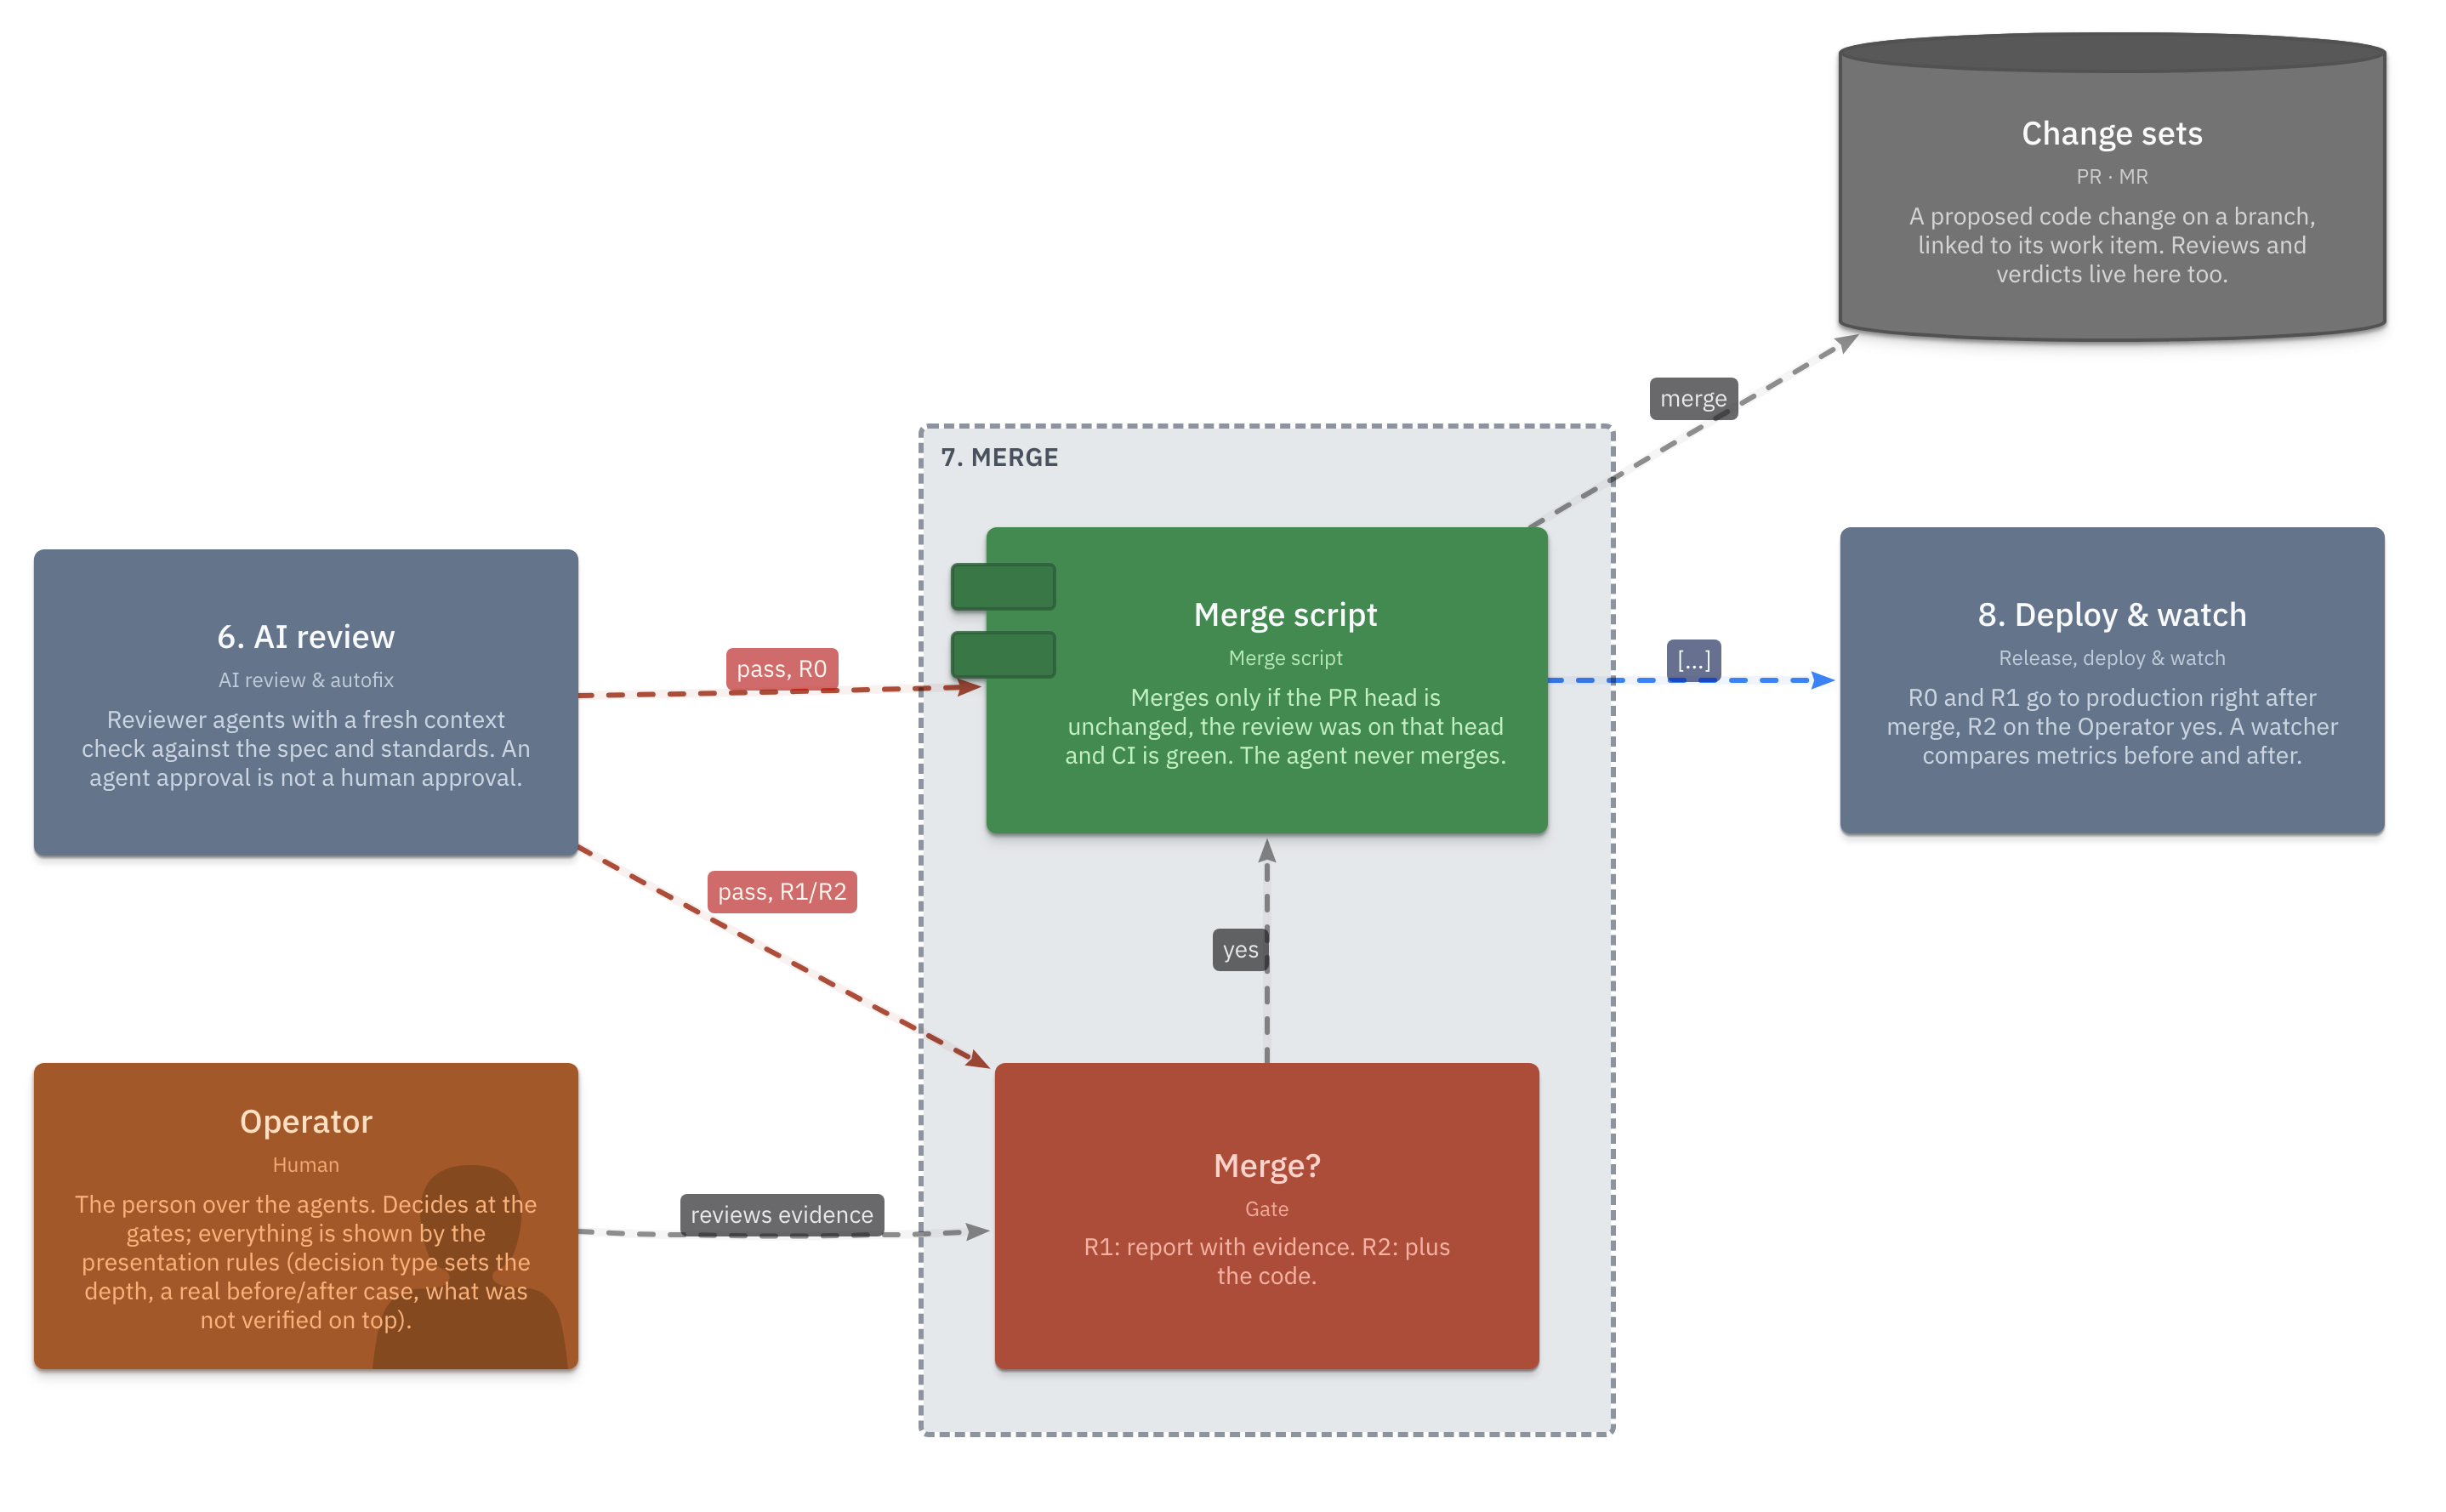 Change sets
PR · MR
A proposed code change on a branch,
linked to its work item. Reviews and
verdicts live here too.
merge
7. MERGE
6. AI review
AI review & autofix
Reviewer agents with a fresh context
check against the spec and standards. An
agent approval is not a human approval.
pass, R0
Merge script
Merge script
Merges only if the PR head is
unchanged, the review was on that head
and CI is green. The agent never merges.
[...]
8. Deploy & watch
Release, deploy & watch
R0 and R1 go to production right after
merge, R2 on the Operator yes. A watcher
compares metrics before and after.
pass, R1/R2
yes
Operator
Human
The person over the agents. Decides at the
gates; everything is shown by the
presentation rules (decision type sets the
depth, a real before/after case, what was
not verified on top).
reviews evidence
Merge?
Gate
R1: report with evidence. R2: plus
the code.